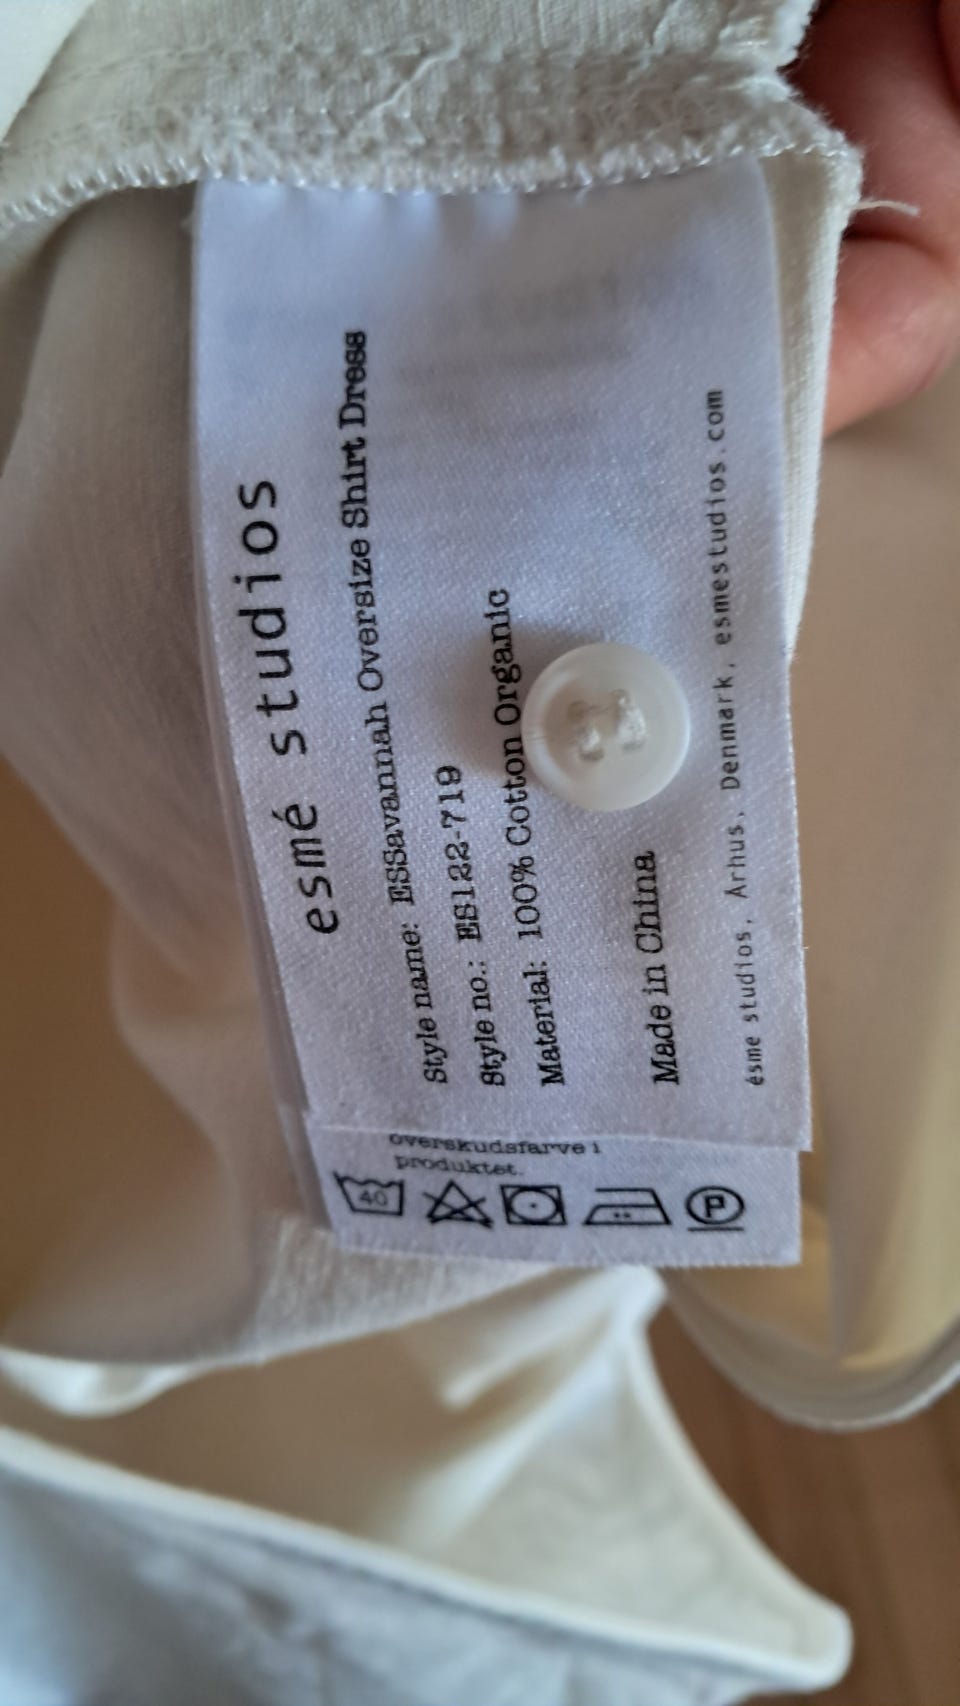 esmé studios
Style name: ESSavannah Oversize Shirt Dress
Style no.: ES122-719
Material: 100% Cotton Organic
Made in China
ésme studios, Århus, Denmark, esmestudios.com
overskudsfarve i
produktet.
40
P